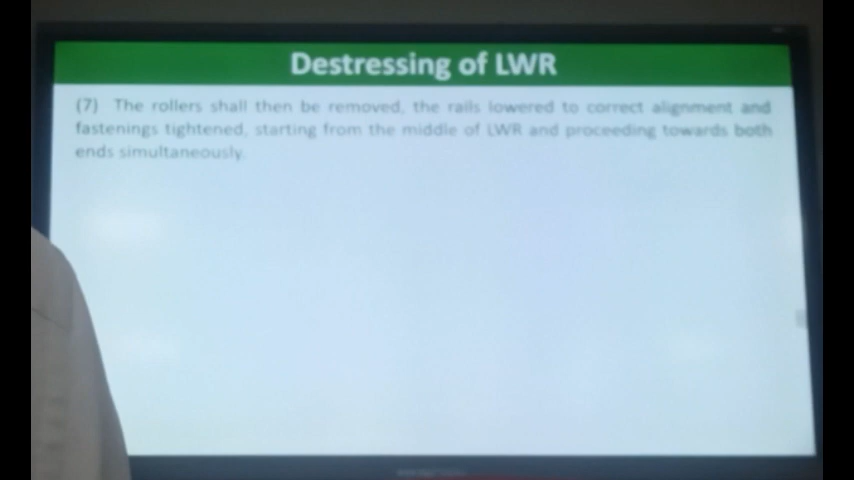 Destressing of LWR
(7) The rollers shall then be removed, the rails lowered to correct alignment and
fastenings tightened, starting from the middle of LWR and proceeding towards both
ends simultaneously.